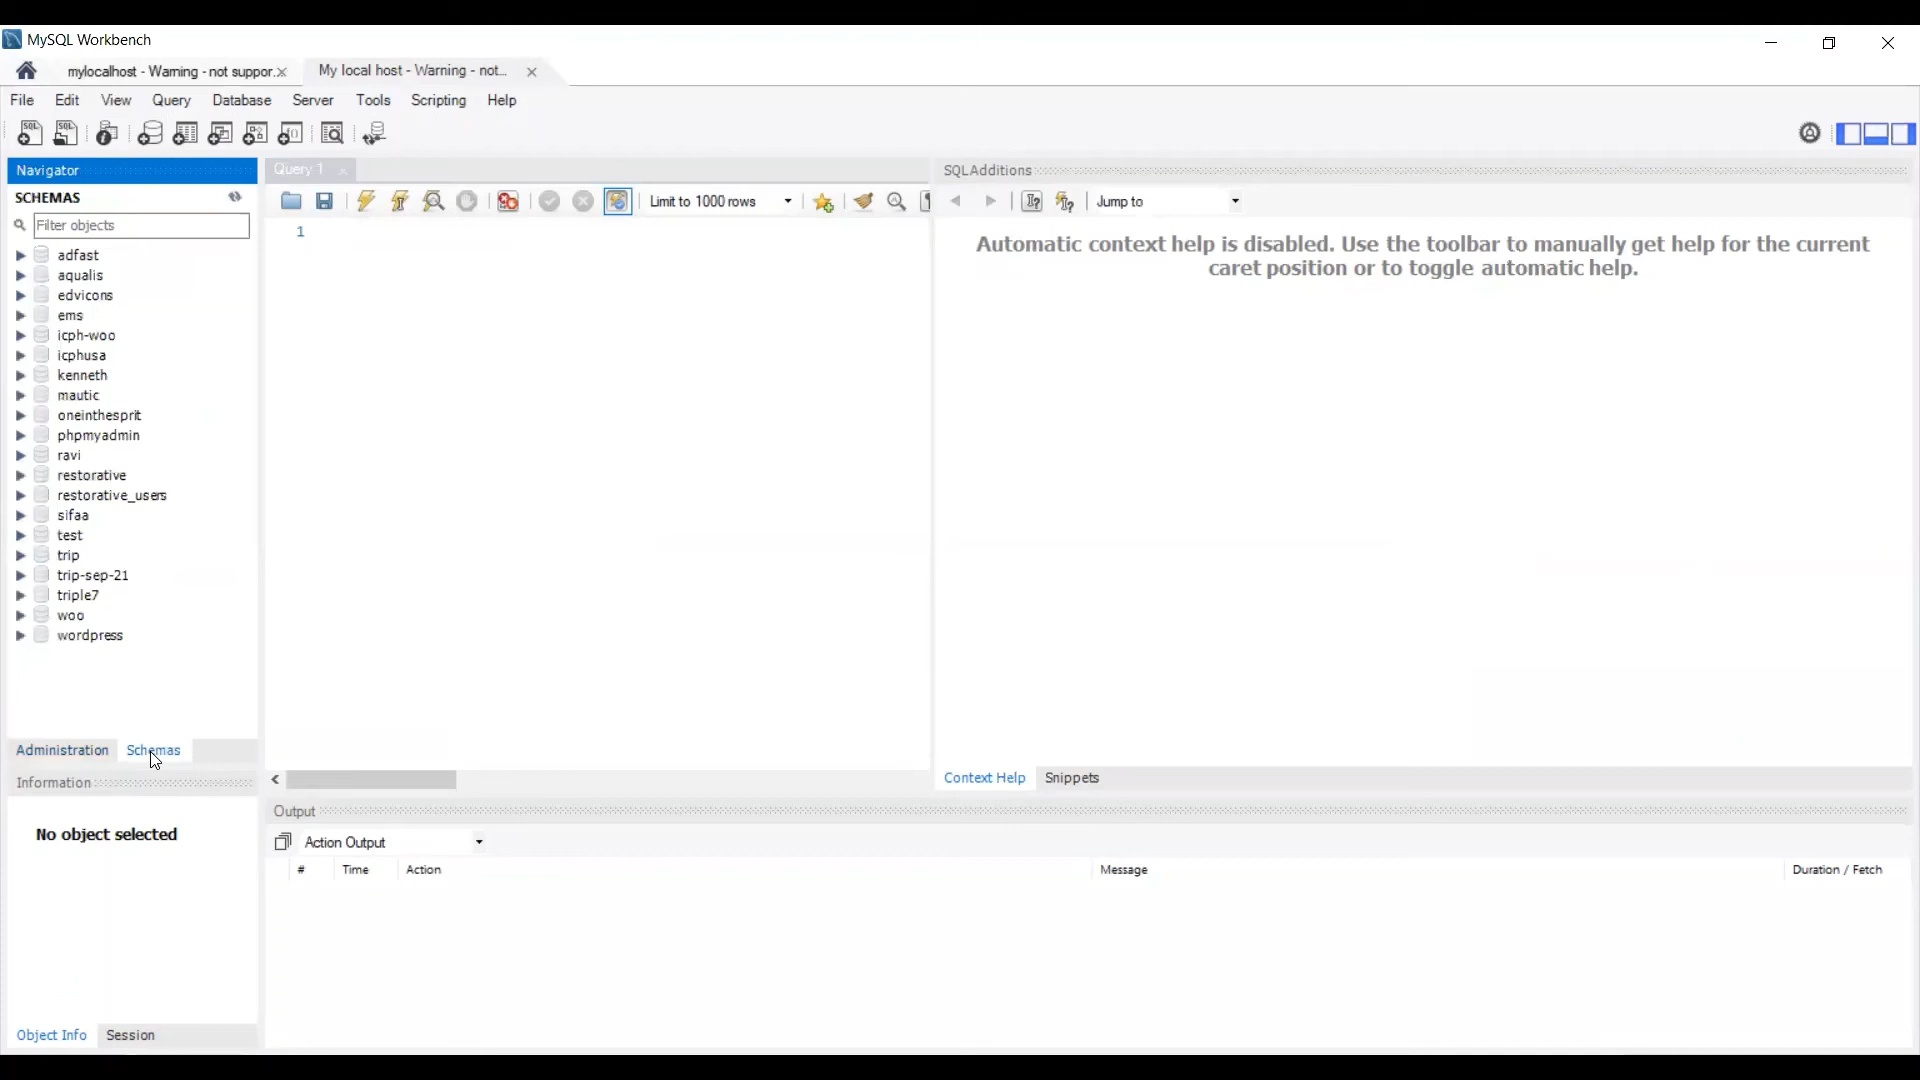 MySQL Workbench
mylocalhost - Warning - not suppor.
My local host - Warning - not...
File Edit View Query Database Server Tools Scripting Help
Navigator
SCHEMAS
Filter objects
adfast
aqualis
edvicons
ems
icph-woo
icphusa
kenneth
mautic
oneinthesprit
phpmyadmin
ravi
restorative
restorative_users
sifaa
test
trip
trip-sep-21
triple7
woo
wordpress
Administration Schemas
Information
No object selected
Object Info Session
Query 1
Limit to 1000 rows
1
SQLAdditions
Jump to
Automatic context help is disabled. Use the toolbar to manually get help for the current
caret position or to toggle automatic help.
Context Help Snippets
Output
Action Output
# Time Action Message Duration / Fetch